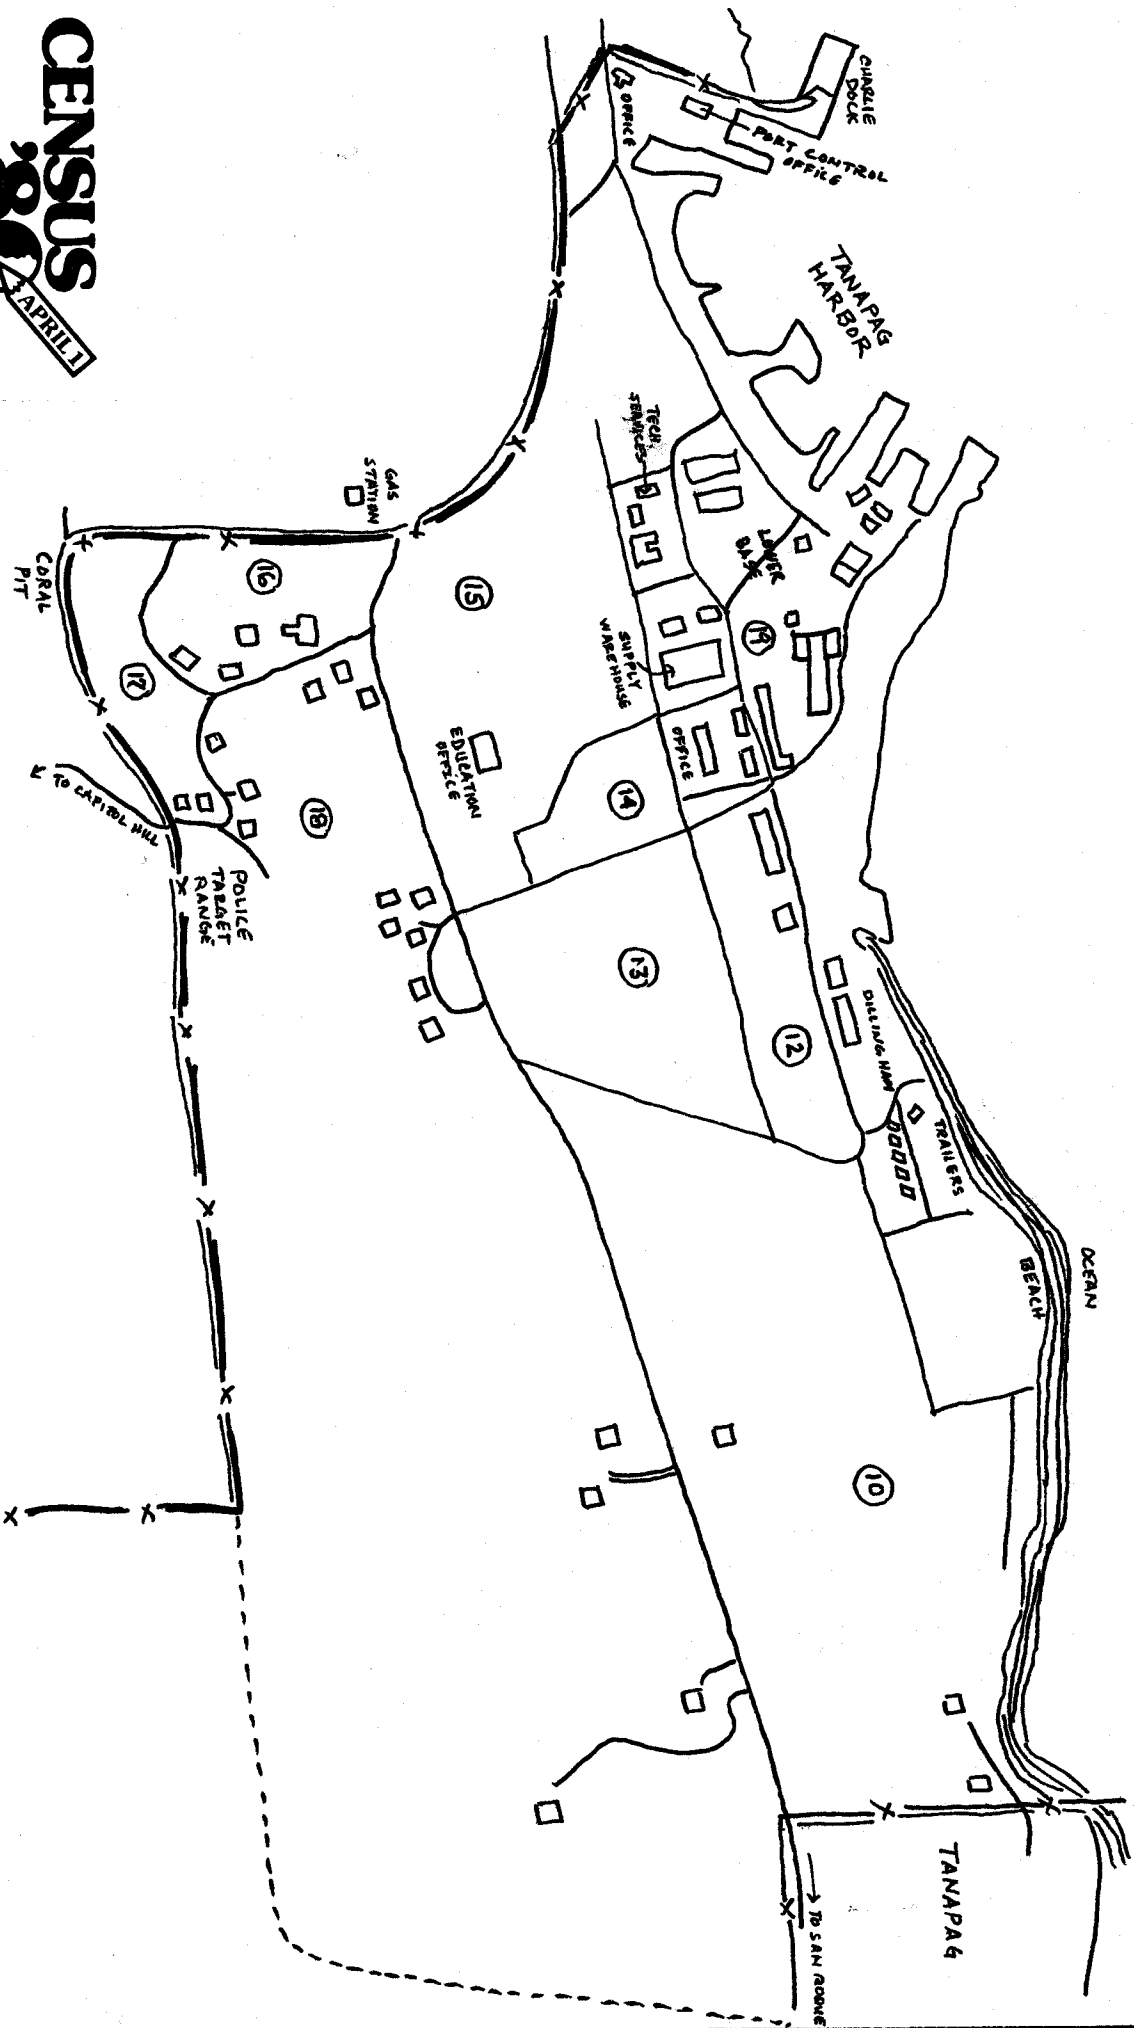 CENSUS
'80
APRIL 1
CHARLIE
DOCK
PORT CONTROL
OFFICE
OFFICE
TANAPAG
HARBOR
TECH
SERVICES
GAS
STATION
LOWER
BASE
CORAL
PIT
16
15
19
17
SUPPLY
WAREHOUSE
OFFICE
EDUCATION
OFFICE
14
18
TO CAPITOL HILL
POLICE
TARGET
RANGE
13
12
DILLINGHAM
TRAILERS
BEACH
OCEAN
10
TANAPAG
TO SAN ROQUE